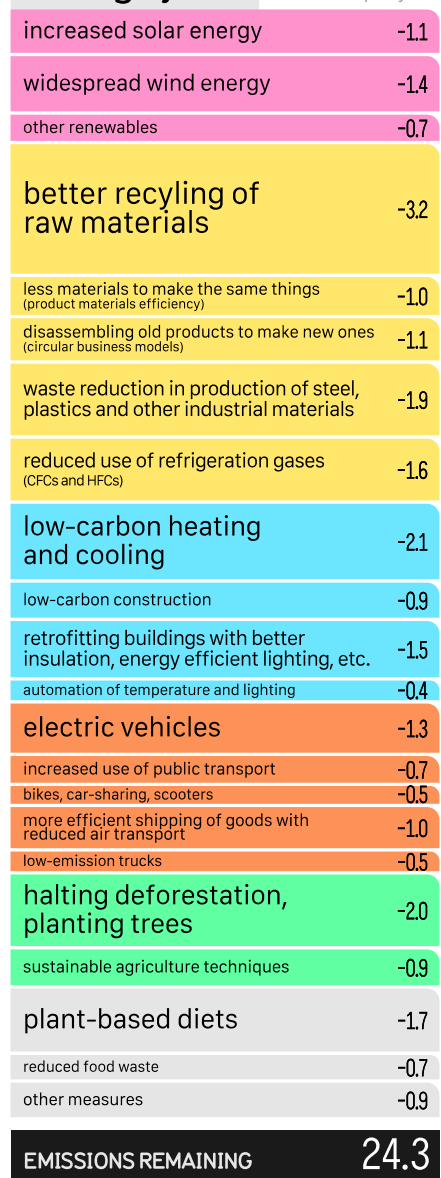 increased solar energy -1.1
widespread wind energy -1.4
other renewables -0.7
better recyling of
raw materials -3.2
less materials to make the same things
(product materials efficiency) -1.0
disassembling old products to make new ones
(circular business models) -1.1
waste reduction in production of steel,
plastics and other industrial materials -1.9
reduced use of refrigeration gases
(CFCs and HFCs) -1.6
low-carbon heating
and cooling -2.1
low-carbon construction -0.9
retrofitting buildings with better
insulation, energy efficient lighting, etc. -1.5
automation of temperature and lighting -0.4
electric vehicles -1.3
increased use of public transport -0.7
bikes, car-sharing, scooters -0.5
more efficient shipping of goods with
reduced air transport -1.0
low-emission trucks -0.5
halting deforestation,
planting trees -2.0
sustainable agriculture techniques -0.9
plant-based diets -1.7
reduced food waste -0.7
other measures -0.9
EMISSIONS REMAINING 24.3